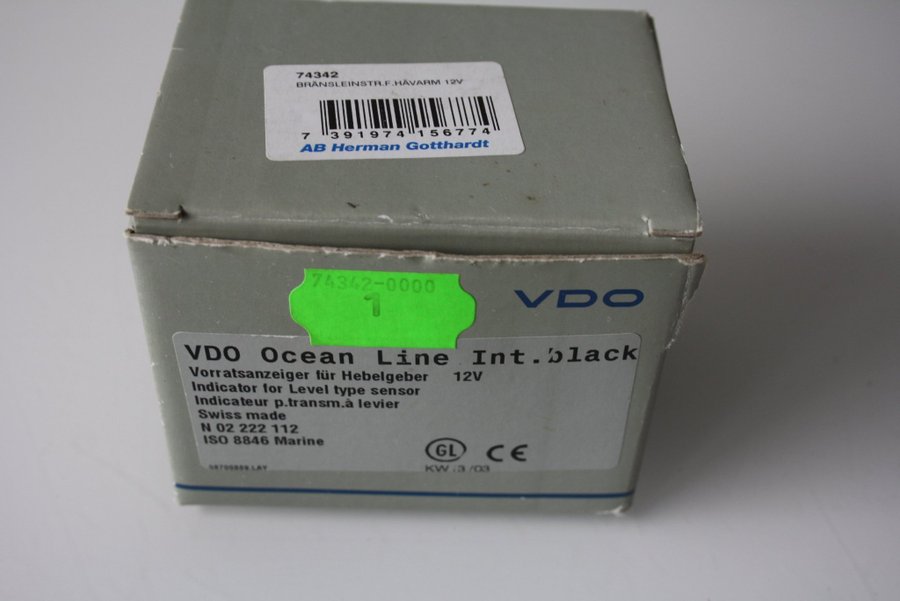 74342
BRÄNSLEINSTR.F.HÄVARM 12V
7 391974 156774
AB Herman Gotthardt
74342-0000
1
VDO
VDO Ocean Line Int.black
Vorratsanzeiger für Hebelgeber 12V
Indicator for Level type sensor
Indicateur p.transm.à levier
Swiss made
N 02 222 112
ISO 8846 Marine
GL CE
KW 3 /03